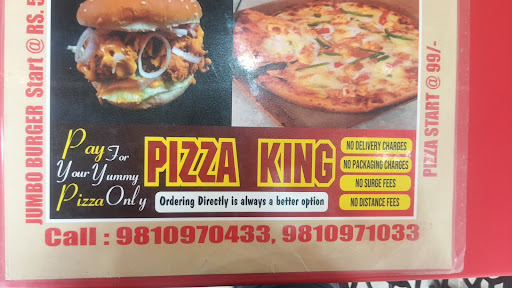 JUMBO BURGER Start @ RS. 5
PIZZA START @ 99/-
Pay For
Your Yummy
Pizza Only
PIZZA KING
Ordering Directly is always a better option
NO DELIVERY CHARGES
NO PACKAGING CHARGES
NO SURGE FEES
NO DISTANCE FEES
Call : 9810970433, 9810971033